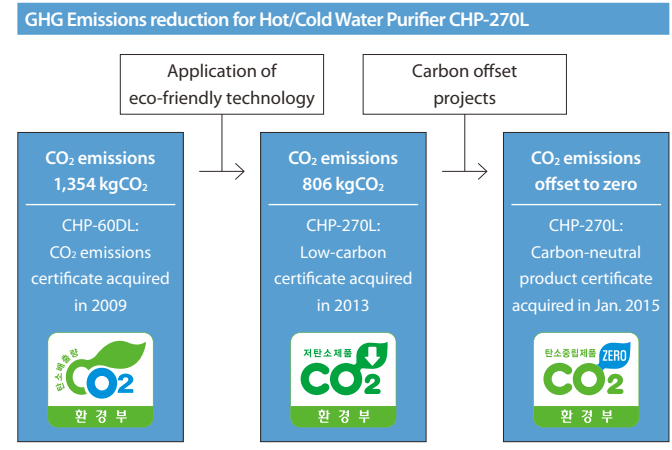 GHG Emissions reduction for Hot/Cold Water Purifier CHP-270L
Application of
eco-friendly technology
Carbon offset
projects
CO₂ emissions
1,354 kgCO₂
CHP-60DL:
CO₂ emissions
certificate acquired
in 2009
탄소배출량
CO2
환경부
CO₂ emissions
806 kgCO₂
CHP-270L:
Low-carbon
certificate acquired
in 2013
저탄소제품
CO2
환경부
CO₂ emissions
offset to zero
CHP-270L:
Carbon-neutral
product certificate
acquired in Jan. 2015
탄소중립제품 ZERO
CO2
환경부